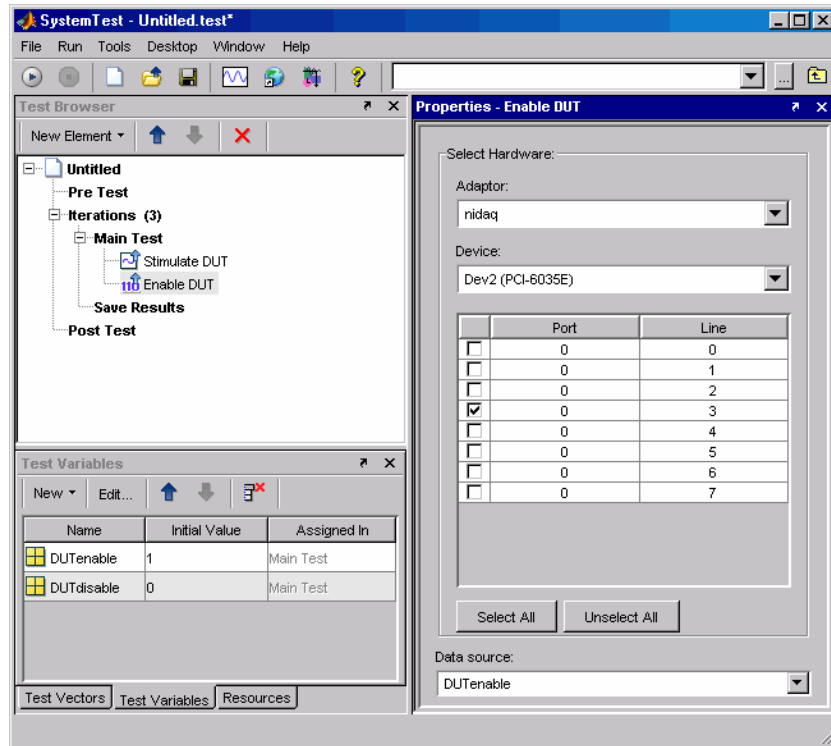 SystemTest - Untitled.test*
File Run Tools Desktop Window Help
Test Browser
New Element
Untitled
Pre Test
Iterations (3)
Main Test
Stimulate DUT
110 Enable DUT
Save Results
Post Test
Test Variables
New Edit...
Name Initial Value Assigned In
DUTenable 1 Main Test
DUTdisable 0 Main Test
Test Vectors Test Variables Resources
Properties - Enable DUT
Select Hardware:
Adaptor:
nidaq
Device:
Dev2 (PCI-6035E)
Port Line
0 0
0 1
0 2
0 3
0 4
0 5
0 6
0 7
Select All Unselect All
Data source:
DUTenable
...